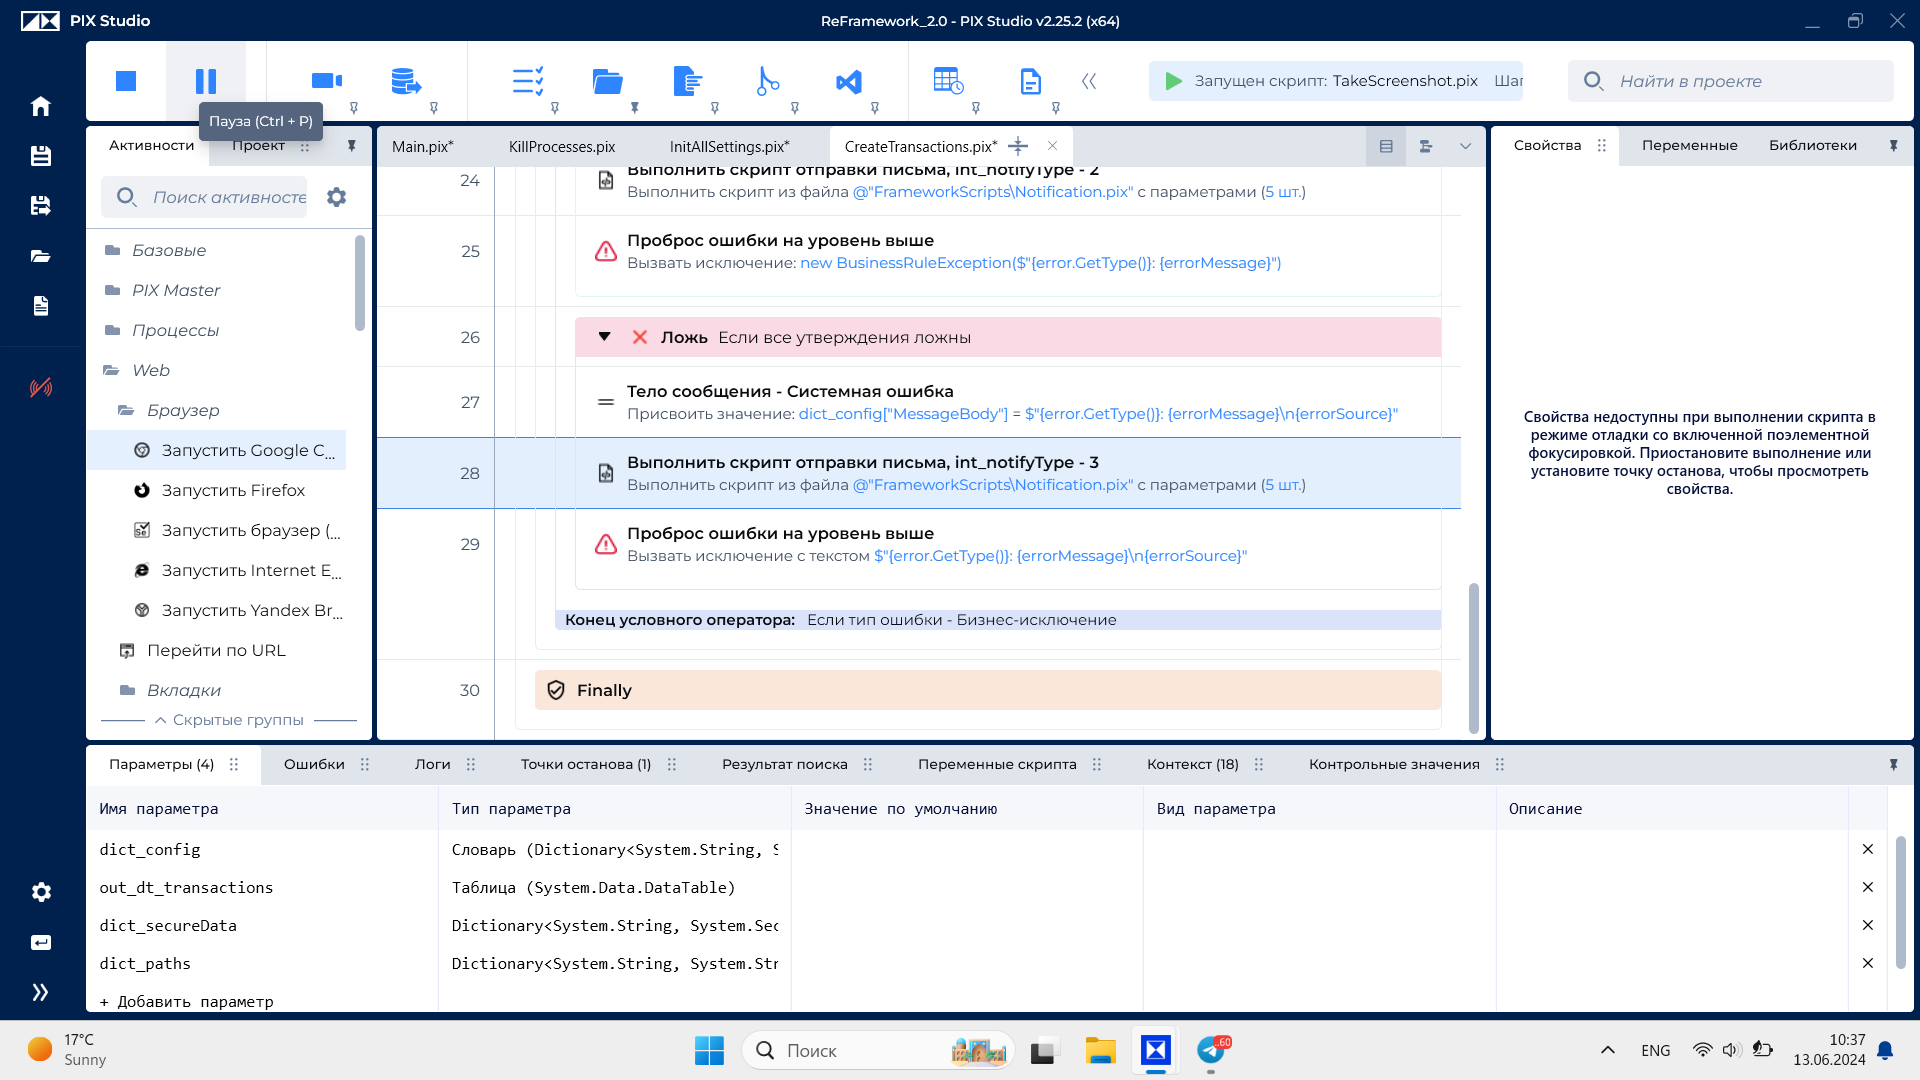 PIX Studio
ReFramework_2.0 - PIX Studio v2.25.2 (x64)
Запущен скрипт: TakeScreenshot.pix
Найти в проекте
Пауза (Ctrl + P)
Активности
Проект
Main.pix*
KillProcesses.pix
InitAllSettings.pix*
CreateTransactions.pix*
Свойства
Переменные
Библиотеки
Поиск активносте
Базовые
PIX Master
Процессы
Web
Браузер
Запустить Google C...
Запустить Firefox
Запустить браузер (...
Запустить Internet E...
Запустить Yandex Br...
Перейти по URL
Вкладки
Скрытые группы
24
Выполнить скрипт отправки письма, int_notifyType - 2
Выполнить скрипт из файла @"FrameworkScripts\Notification.pix" с параметрами (5 шт.)
25
Проброс ошибки на уровень выше
Вызвать исключение: new BusinessRuleException($"{error.GetType()}: {errorMessage}")
26
Ложь Если все утверждения ложны
27
Тело сообщения - Системная ошибка
Присвоить значение: dict_config["MessageBody"] = $"{error.GetType()}: {errorMessage}\n{errorSource}"
28
Выполнить скрипт отправки письма, int_notifyType - 3
Выполнить скрипт из файла @"FrameworkScripts\Notification.pix" с параметрами (5 шт.)
29
Проброс ошибки на уровень выше
Вызвать исключение с текстом $"{error.GetType()}: {errorMessage}\n{errorSource}"
Конец условного оператора: Если тип ошибки - Бизнес-исключение
30
Finally
Свойства недоступны при выполнении скрипта в
режиме отладки со включенной поэлементной
фокусировкой. Приостановите выполнение или
установите точку останова, чтобы просмотреть
свойства.
Параметры (4)
Ошибки
Логи
Точки останова (1)
Результат поиска
Переменные скрипта
Контекст (18)
Контрольные значения
Имя параметра
Тип параметра
Значение по умолчанию
Вид параметра
Описание
dict_config
Словарь (Dictionary<System.String, S
out_dt_transactions
Таблица (System.Data.DataTable)
dict_secureData
Dictionary<System.String, System.Sec
dict_paths
Dictionary<System.String, System.Str
+ Добавить параметр
17°C
Sunny
Поиск
60
ENG
10:37
13.06.2024